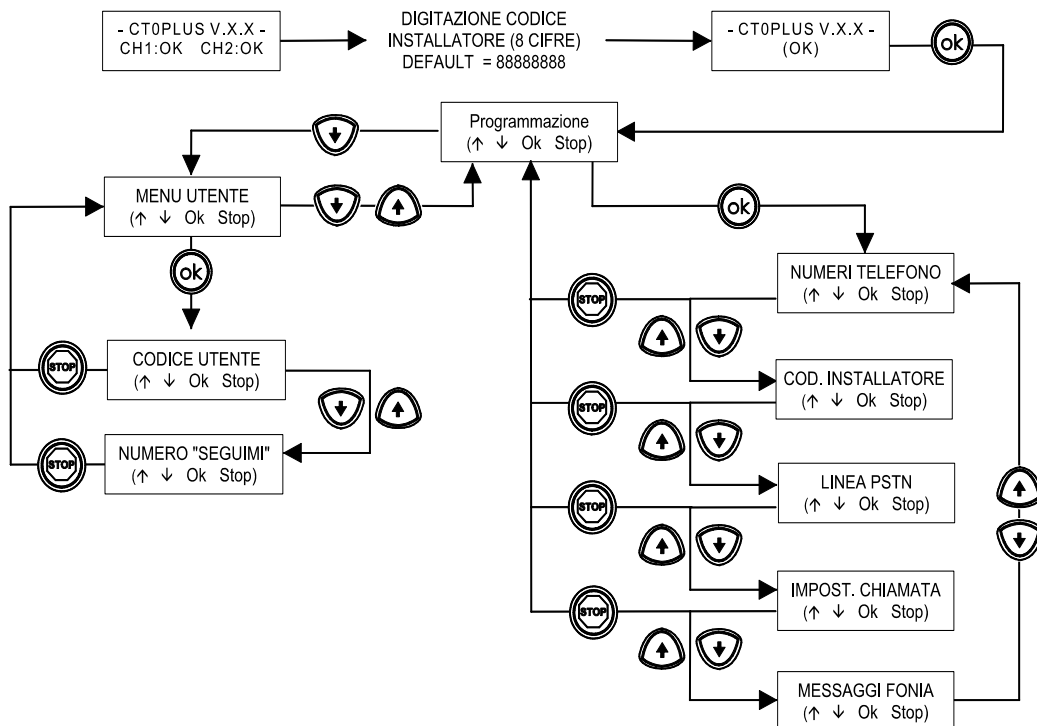 - CT0PLUS V.X.X -
CH1:OK CH2:OK
DIGITAZIONE CODICE
INSTALLATORE (8 CIFRE)
DEFAULT = 88888888
- CT0PLUS V.X.X -
(OK)
ok
Programmazione
(↑ ↓ Ok Stop)
MENU UTENTE
(↑ ↓ Ok Stop)
ok
ok
NUMERI TELEFONO
(↑ ↓ Ok Stop)
STOP
CODICE UTENTE
(↑ ↓ Ok Stop)
STOP
COD. INSTALLATORE
(↑ ↓ Ok Stop)
STOP
NUMERO "SEGUIMI"
(↑ ↓ Ok Stop)
STOP
LINEA PSTN
(↑ ↓ Ok Stop)
STOP
IMPOST. CHIAMATA
(↑ ↓ Ok Stop)
STOP
MESSAGGI FONIA
(↑ ↓ Ok Stop)